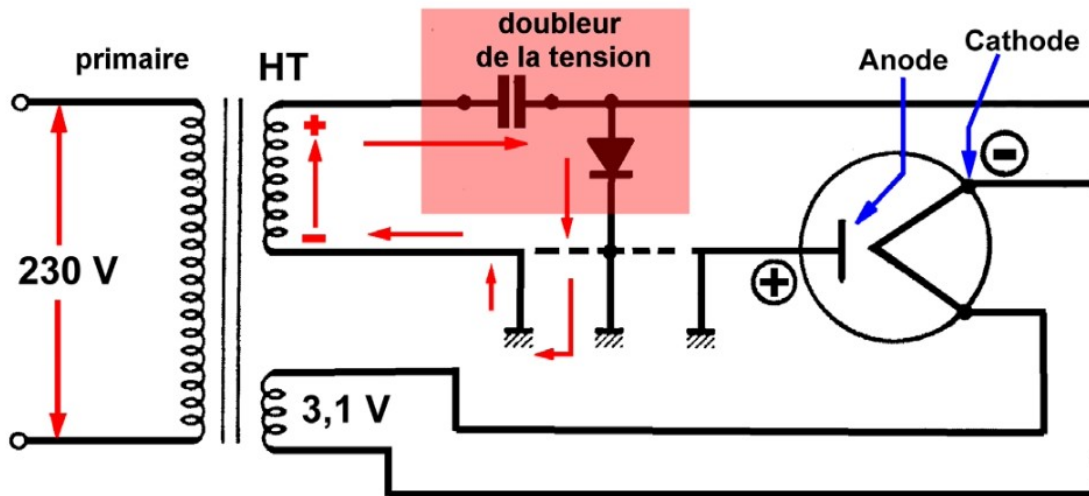 doubleur
de la tension
primaire
HT
Anode
Cathode
+
-
-
+
230 V
3,1 V